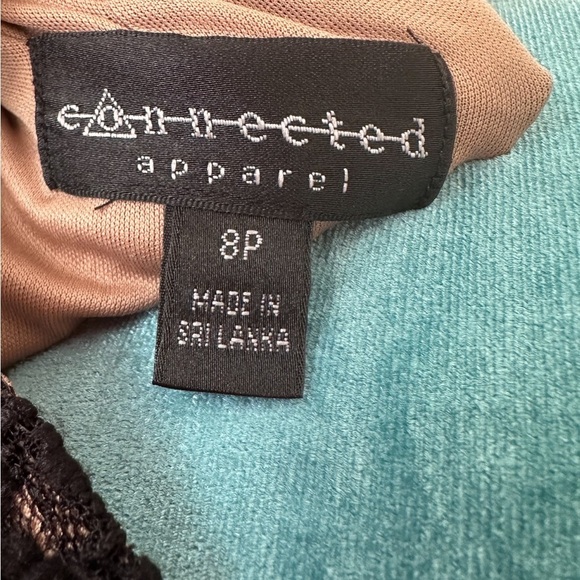 connected
apparel
8P
MADE IN
SRI LANKA